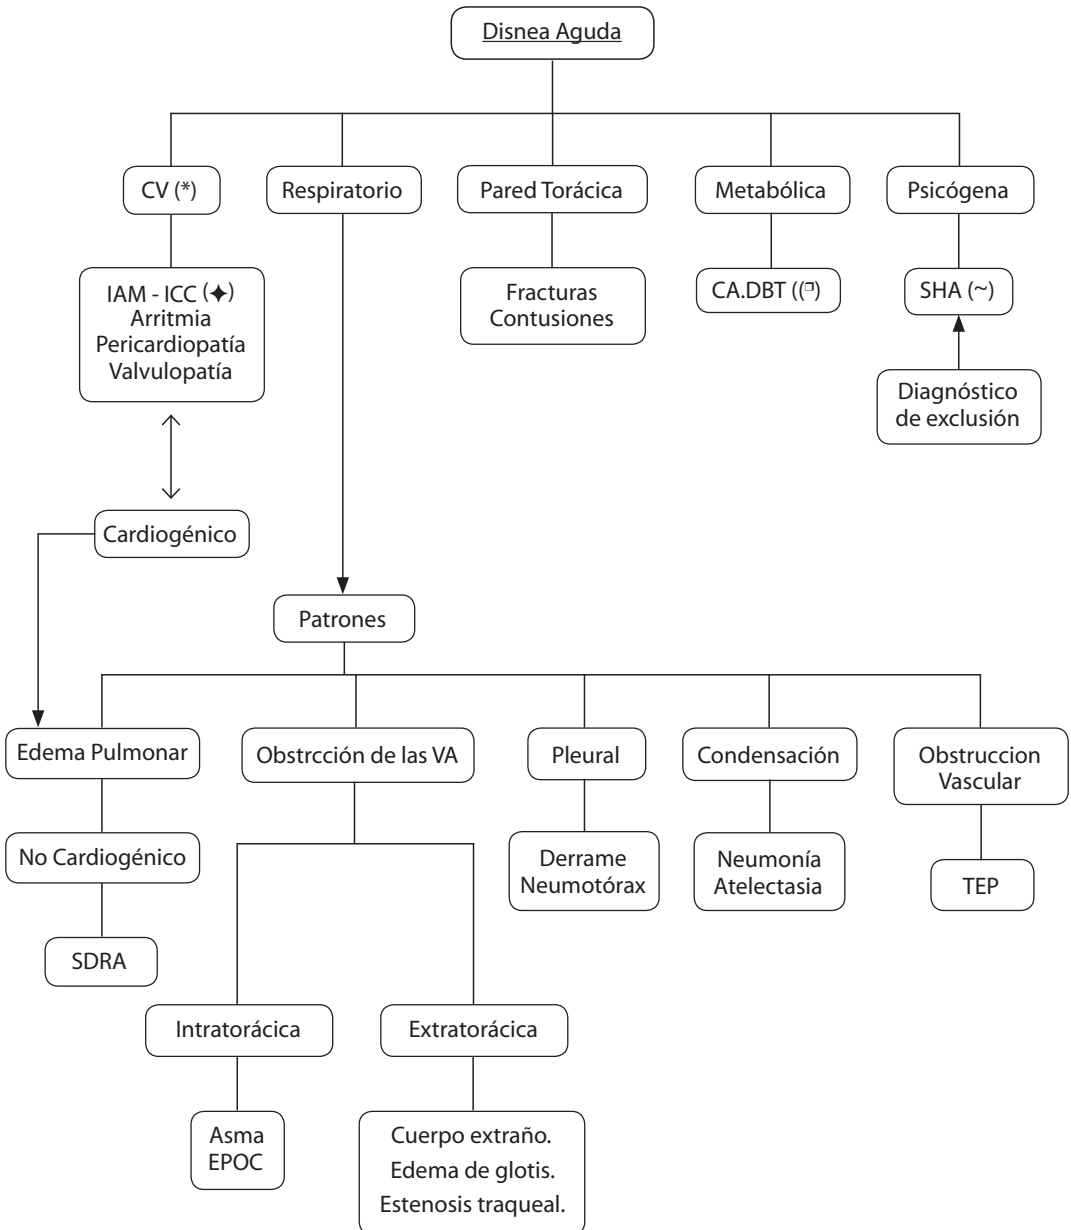 Disnea Aguda
CV (*)
Respiratorio
Pared Torácica
Metabólica
Psicógena
IAM - ICC (✦)
Arritmia
Pericardiopatía
Valvulopatía
Fracturas
Contusiones
CA.DBT ((❐)
SHA (~)
Diagnóstico
de exclusión
Cardiogénico
Patrones
Edema Pulmonar
Obstrcción de las VA
Pleural
Condensación
Obstruccion
Vascular
No Cardiogénico
Derrame
Neumotórax
Neumonía
Atelectasia
TEP
SDRA
Intratorácica
Extratorácica
Asma
EPOC
Cuerpo extraño.
Edema de glotis.
Estenosis traqueal.